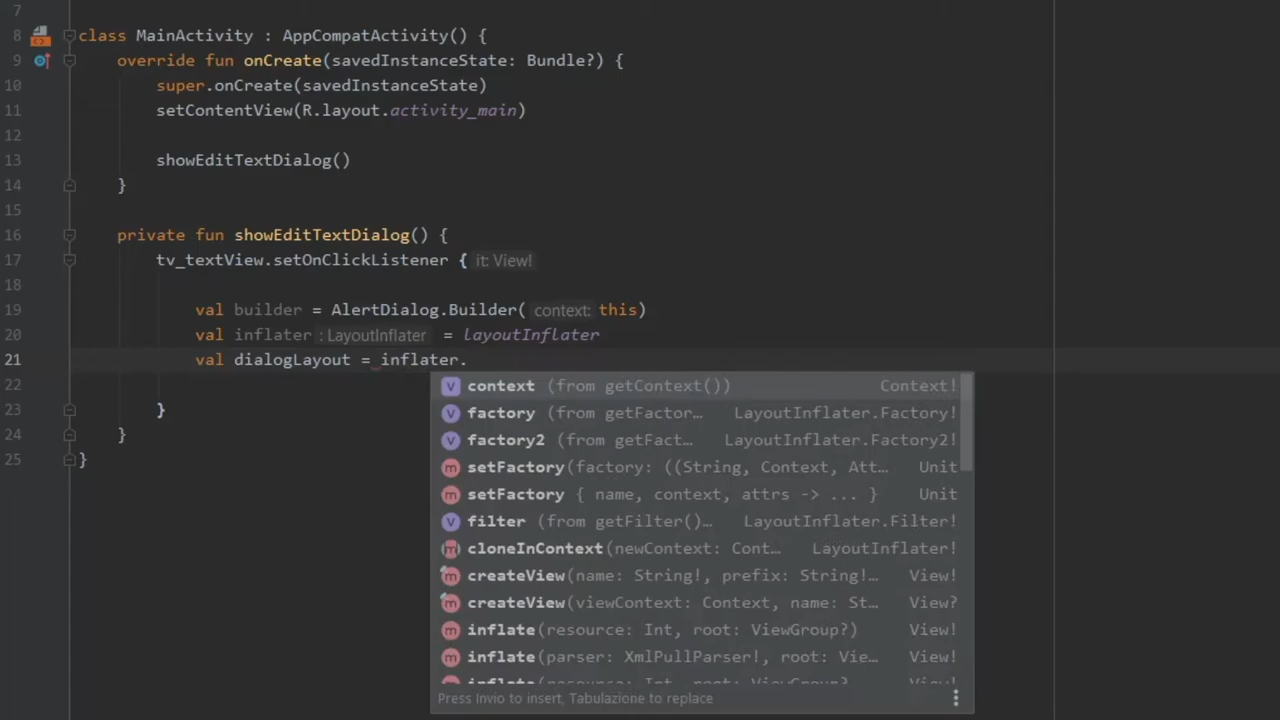 7
8 class MainActivity : AppCompatActivity() {
9 override fun onCreate(savedInstanceState: Bundle?) {
10 super.onCreate(savedInstanceState)
11 setContentView(R.layout.activity_main)
12
13 showEditTextDialog()
14 }
15
16 private fun showEditTextDialog() {
17 tv_textView.setOnClickListener { it: View!
18
19 val builder = AlertDialog.Builder( context: this)
20 val inflater : LayoutInflater = layoutInflater
21 val dialogLayout = inflater.
22
23 }
24 }
25 }
v context (from getContext()) Context!
v factory (from getFactor… LayoutInflater.Factory!
v factory2 (from getFact… LayoutInflater.Factory2!
m setFactory(factory: ((String, Context, Att… Unit
m setFactory { name, context, attrs -> ... } Unit
v filter (from getFilter()… LayoutInflater.Filter!
m cloneInContext(newContext: Cont… LayoutInflater!
m createView(name: String!, prefix: String!… View!
m createView(viewContext: Context, name: St… View?
m inflate(resource: Int, root: ViewGroup?) View!
m inflate(parser: XmlPullParser!, root: Vie… View!
m inflate(resource: Int, root: ViewGroup? View!
Press Invio to insert, Tabulazione to replace